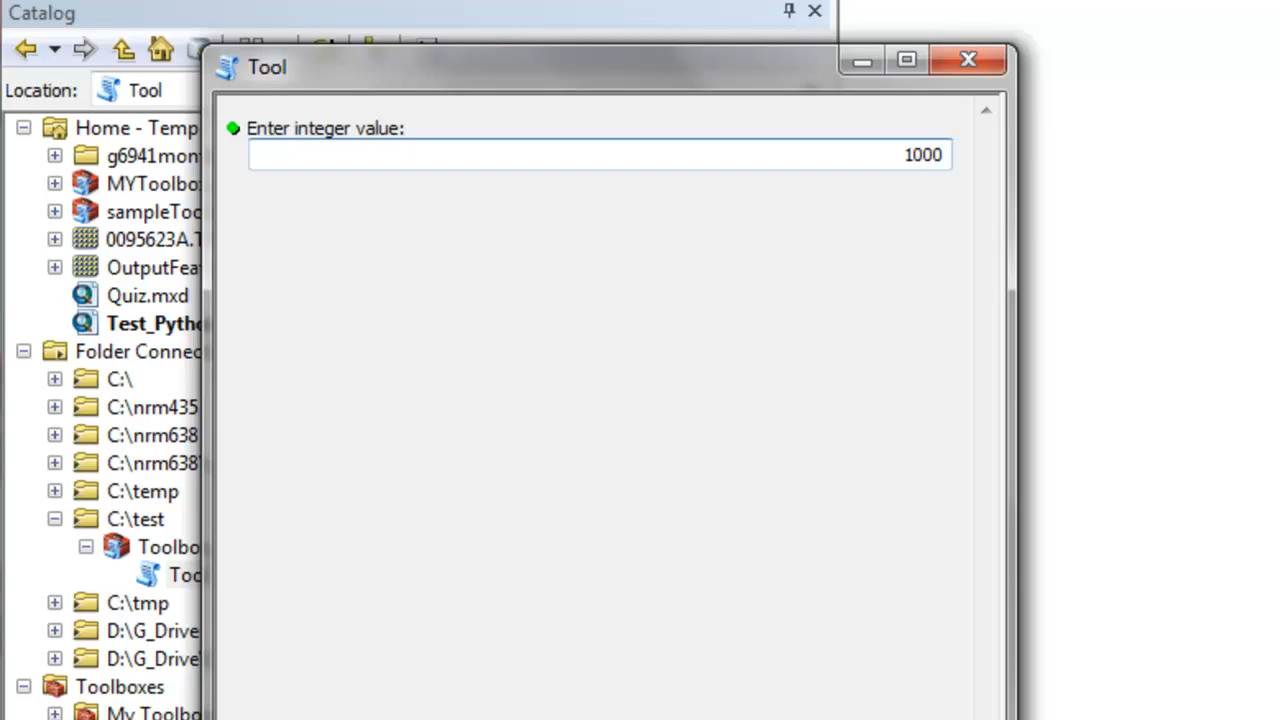 Catalog
Location: Tool
Tool
Enter integer value:
1000
Home - Temp
g6941mon
MYToolbo
sampleToo
0095623A.
OutputFea
Quiz.mxd
Test_Pytho
Folder Connec
C:\
C:\nrm435
C:\nrm638
C:\nrm638
C:\temp
C:\test
Toolbo
Too
C:\tmp
D:\G_Drive
D:\G_Drive
Toolboxes
My Toolbo